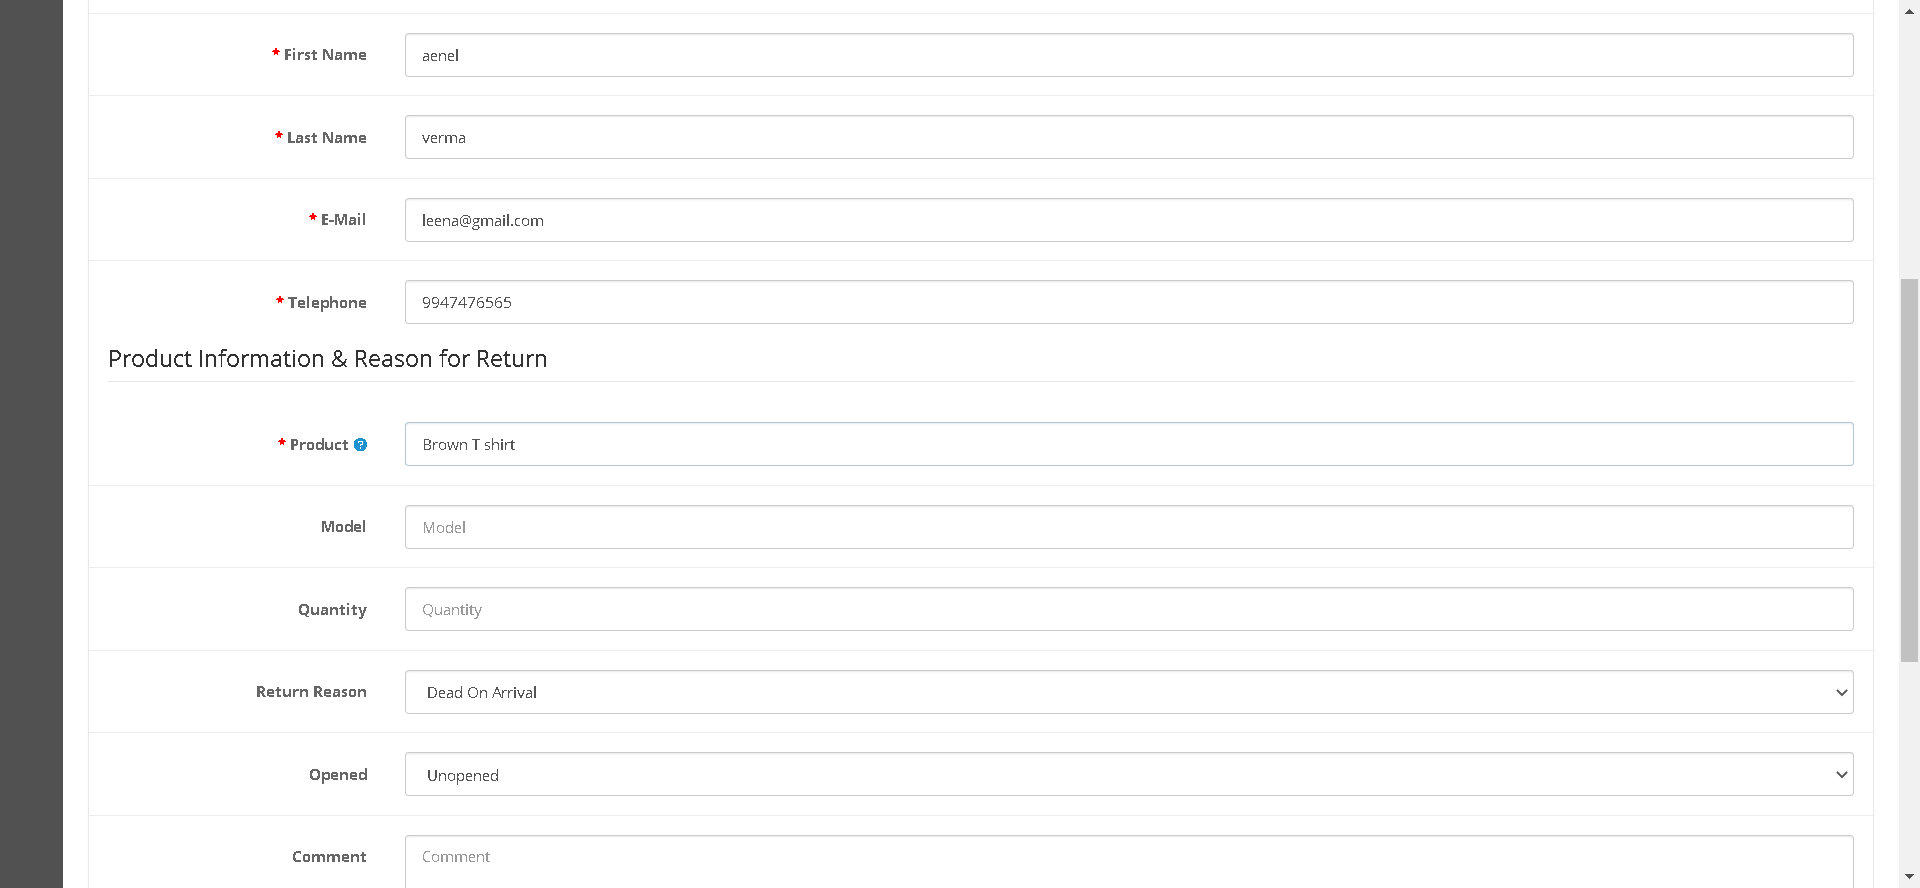 * First Name aenel
* Last Name verma
* E-Mail leena@gmail.com
* Telephone 9947476565
Product Information & Reason for Return
* Product ? Brown T shirt
Model Model
Quantity Quantity
Return Reason Dead On Arrival
Opened Unopened
Comment Comment